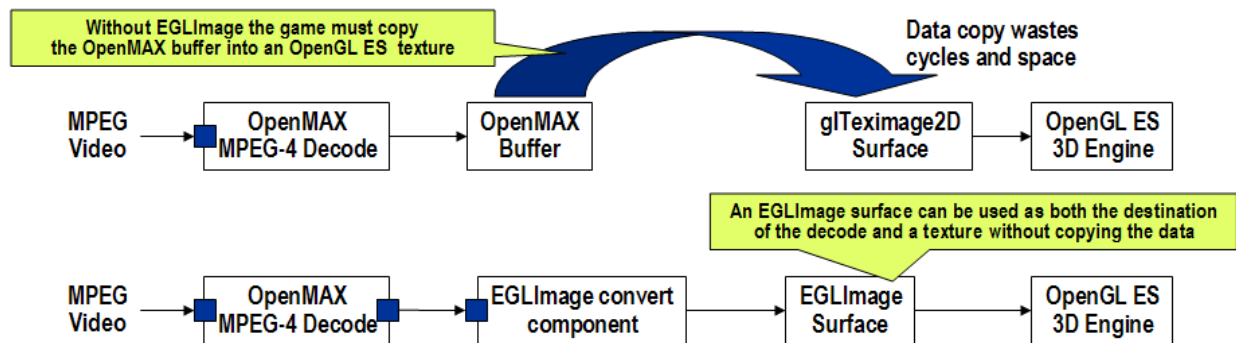 Without EGLImage the game must copy
the OpenMAX buffer into an OpenGL ES texture
Data copy wastes
cycles and space
MPEG
Video
OpenMAX
MPEG-4 Decode
OpenMAX
Buffer
glTeximage2D
Surface
OpenGL ES
3D Engine
An EGLImage surface can be used as both the destination
of the decode and a texture without copying the data
MPEG
Video
OpenMAX
MPEG-4 Decode
EGLImage convert
component
EGLImage
Surface
OpenGL ES
3D Engine